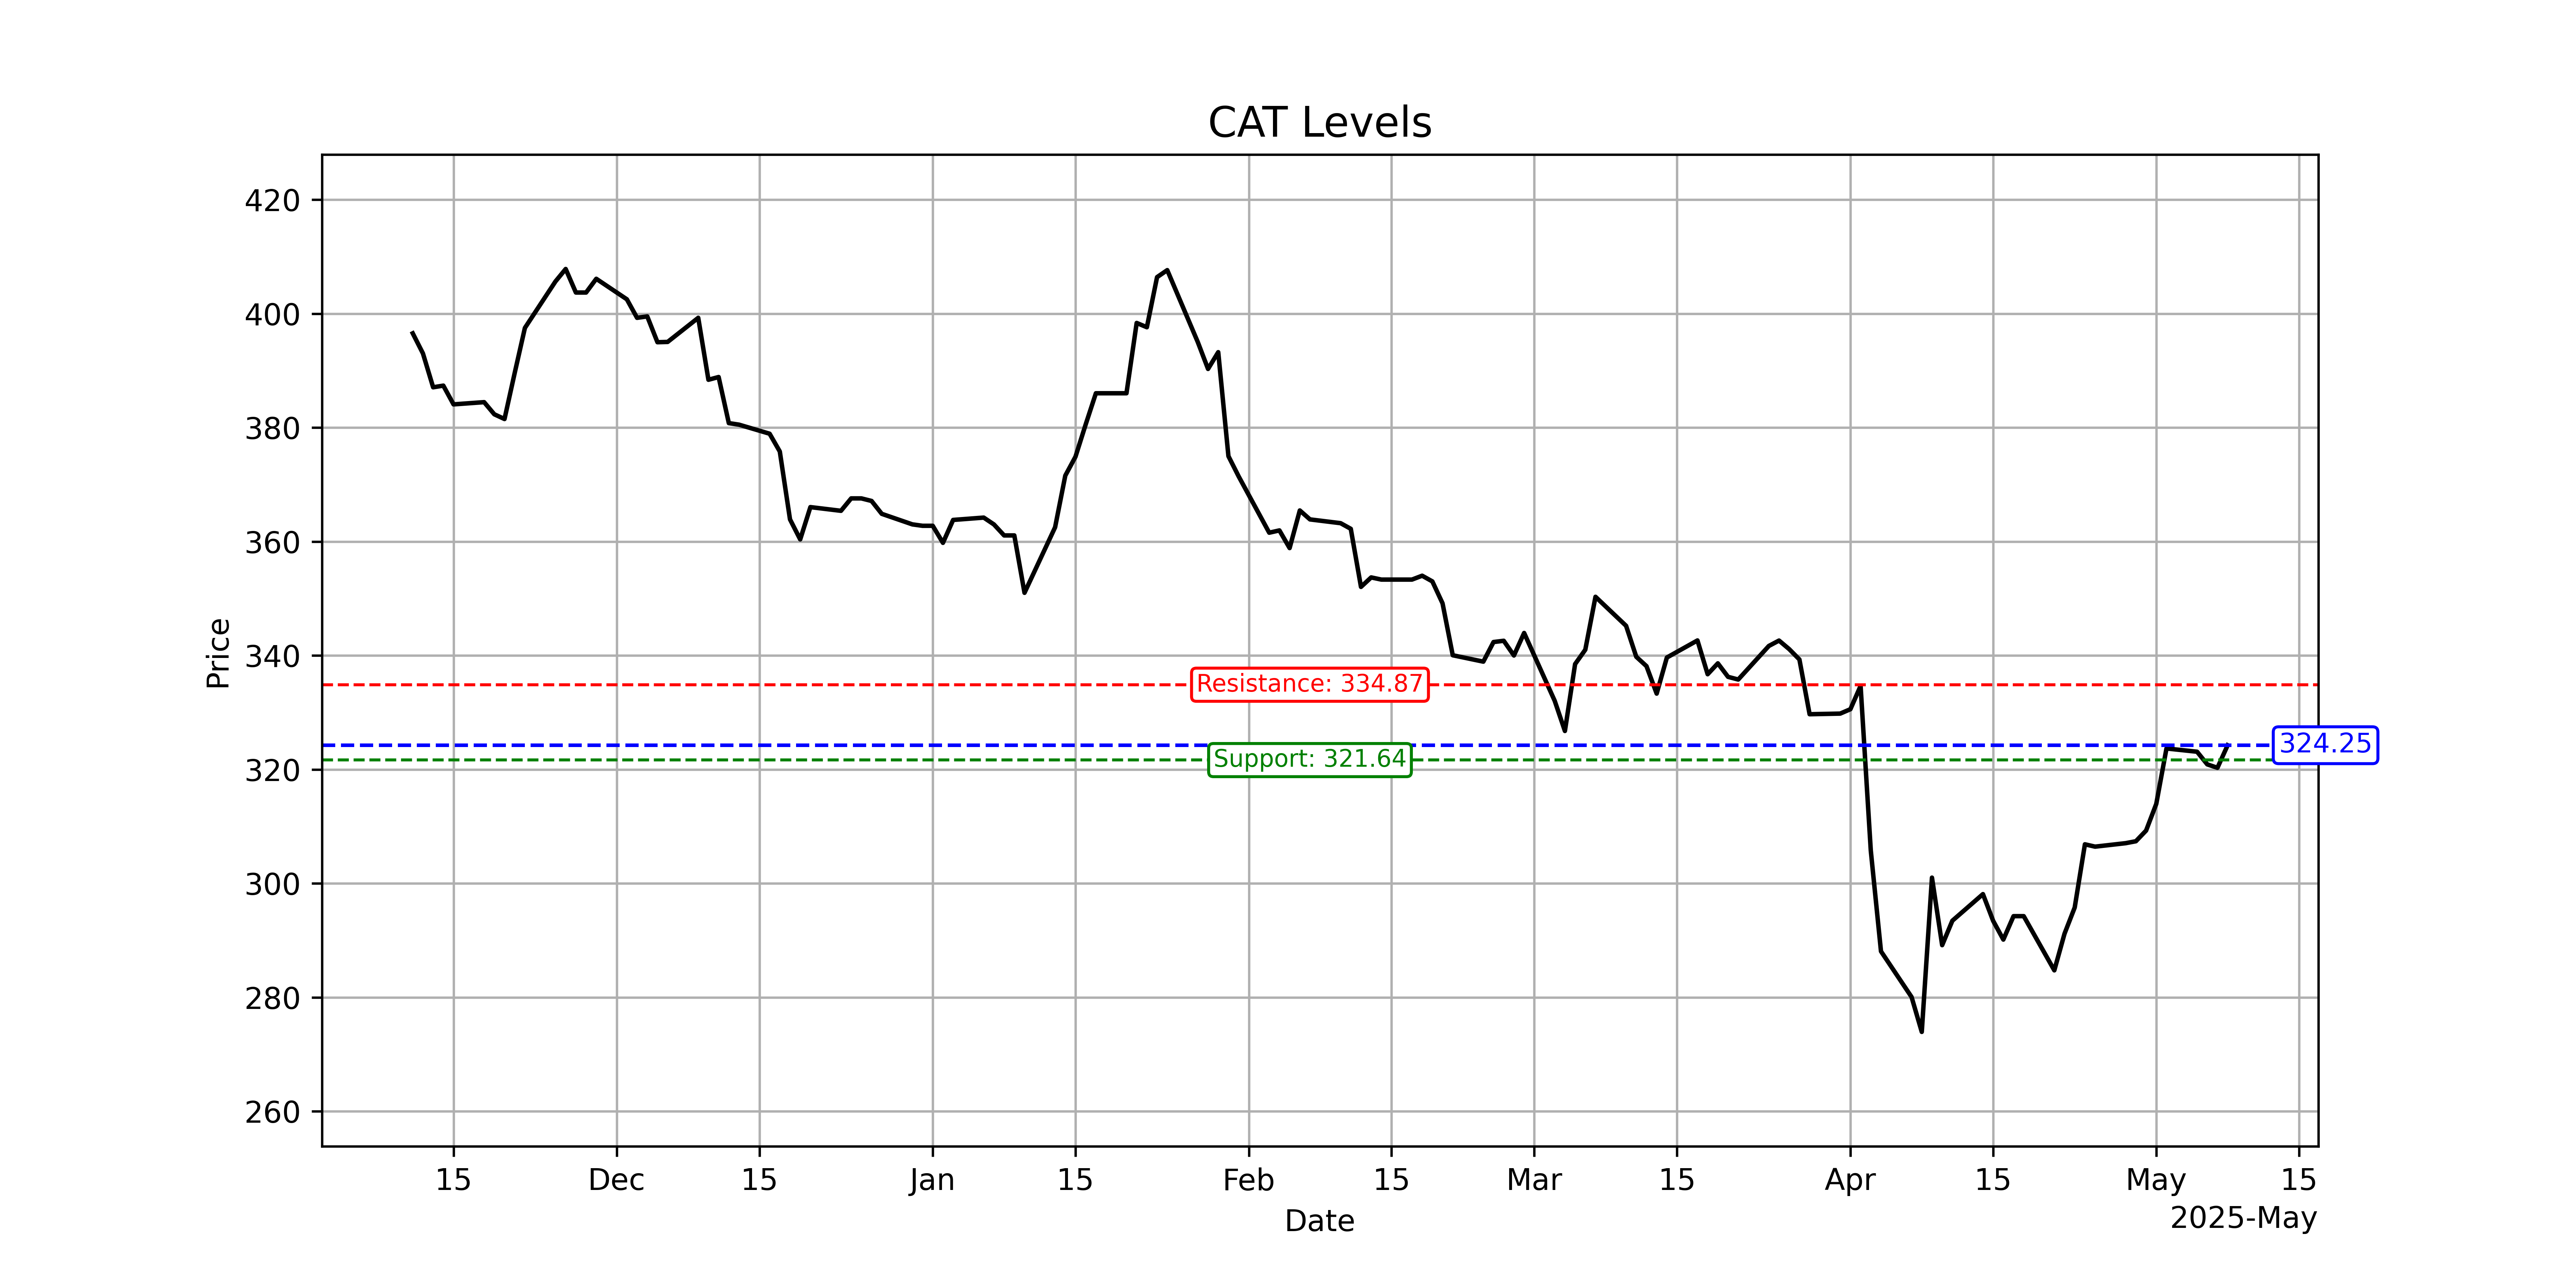 CAT Levels
Price
420
400
380
360
340
320
300
280
260
Resistance: 334.87
324.25
Support: 321.64
15 Dec 15 Jan 15 Feb 15 Mar 15 Apr 15 May 15
Date
2025-May